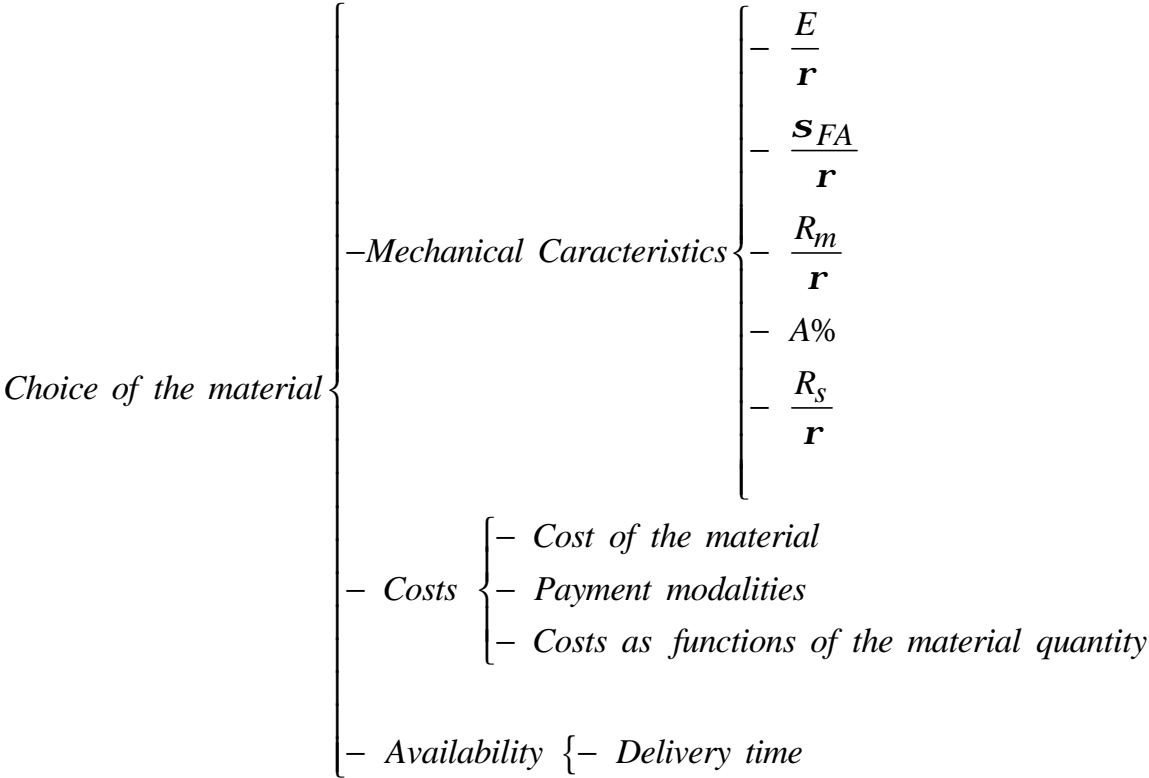 Choice of the material
−Mechanical Caracteristics
− E/r
− s_FA/r
− R_m/r
− A%
− R_s/r
− Costs
− Cost of the material
− Payment modalities
− Costs as functions of the material quantity
− Availability {− Delivery time